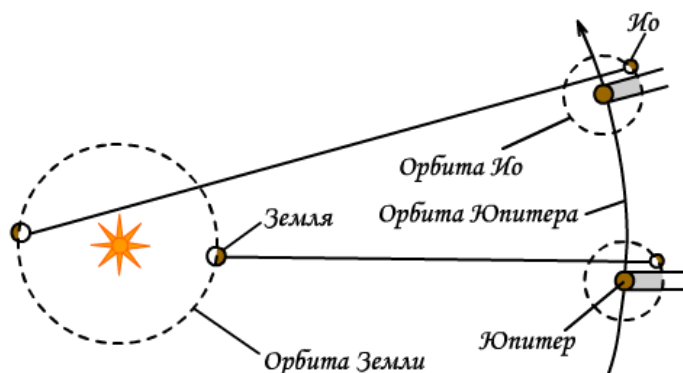 Ио
Орбита Ио
Орбита Юпитера
Земля
Юпитер
Орбита Земли